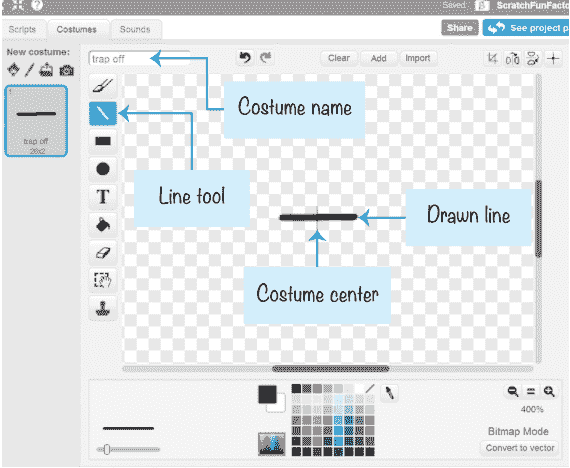 Saved
ScratchFunFacto
Scripts
Costumes
Sounds
Share
See project p
New costume:
trap off
Clear
Add
Import
1
trap off
26x2
Costume name
Line tool
T
Drawn line
Costume center
400%
Bitmap Mode
Convert to vector